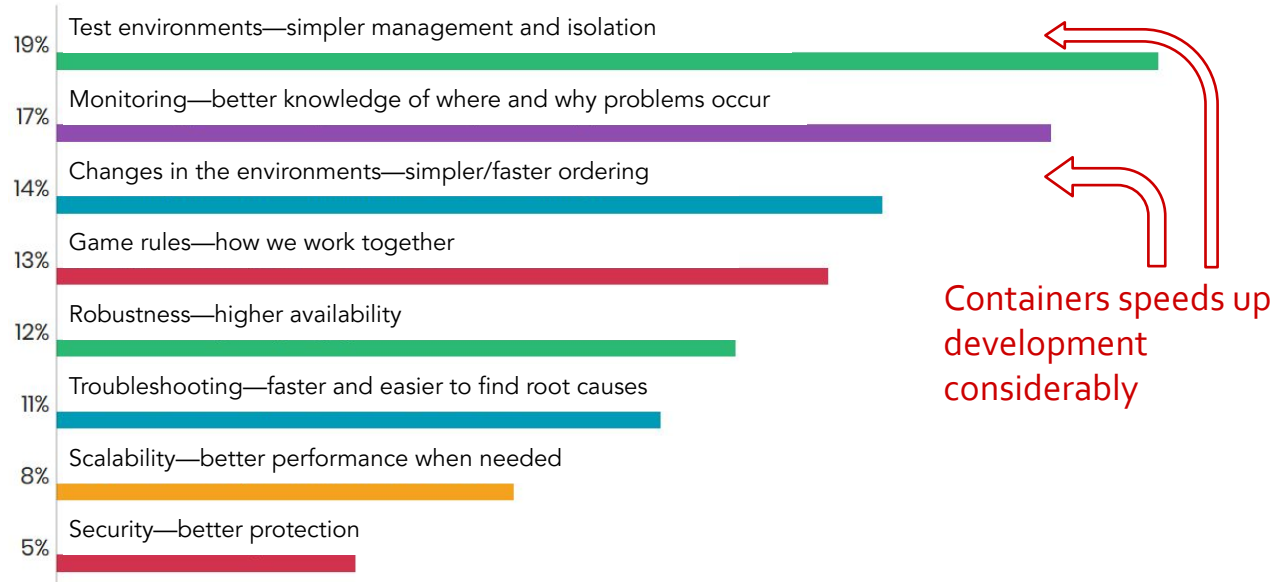 Test environments—simpler management and isolation
19%
Monitoring—better knowledge of where and why problems occur
17%
Changes in the environments—simpler/faster ordering
14%
Game rules—how we work together
13%
Robustness—higher availability
12%
Troubleshooting—faster and easier to find root causes
11%
Scalability—better performance when needed
8%
Security—better protection
5%
Containers speeds up
development
considerably